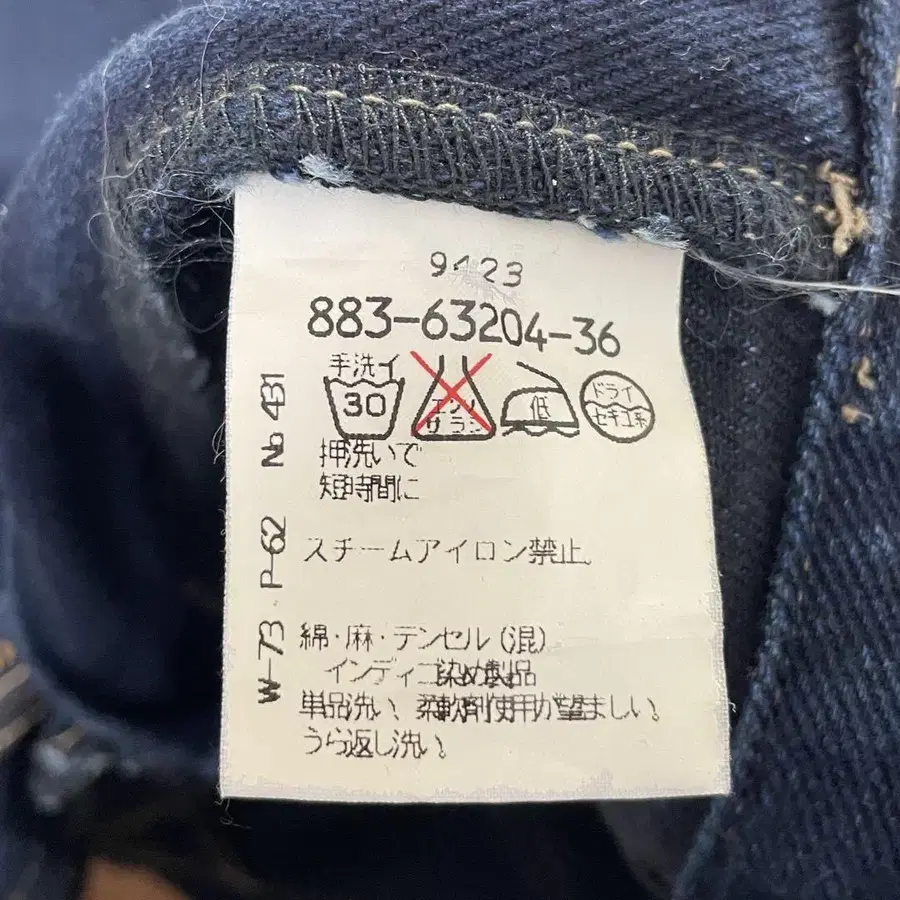 9423
883-63204-36
手洗イ
30
エンソ
サラシ
低
ドライ
セキユ系
押洗いで
短時間に
スチームアイロン禁止
綿・麻・テンセル(混)
インディゴ染め製品
単品洗い、柔軟剤使用が望ましい。
うら返し洗い。
W-73 P-62 No 431